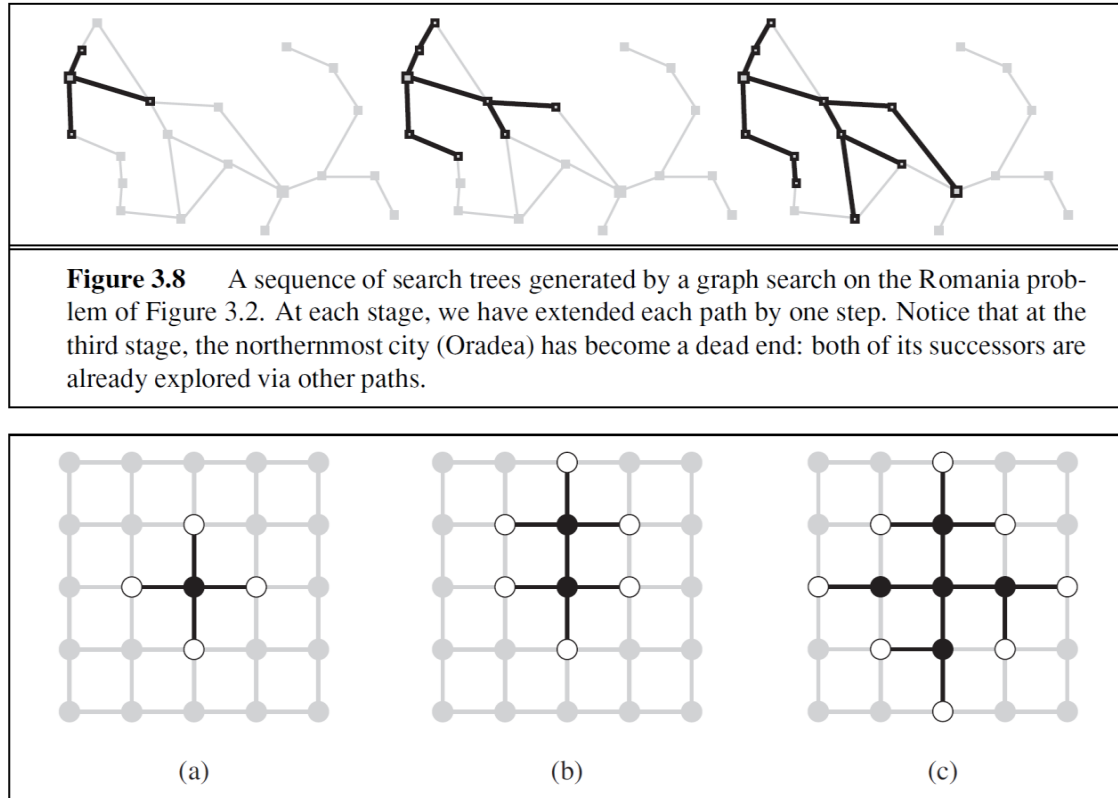 Figure 3.8 A sequence of search trees generated by a graph search on the Romania prob-
lem of Figure 3.2. At each stage, we have extended each path by one step. Notice that at the
third stage, the northernmost city (Oradea) has become a dead end: both of its successors are
already explored via other paths.
(a) (b) (c)